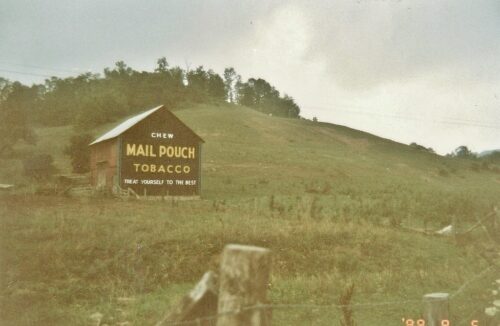 CHEW
MAIL POUCH
TOBACCO
TREAT YOURSELF TO THE BEST